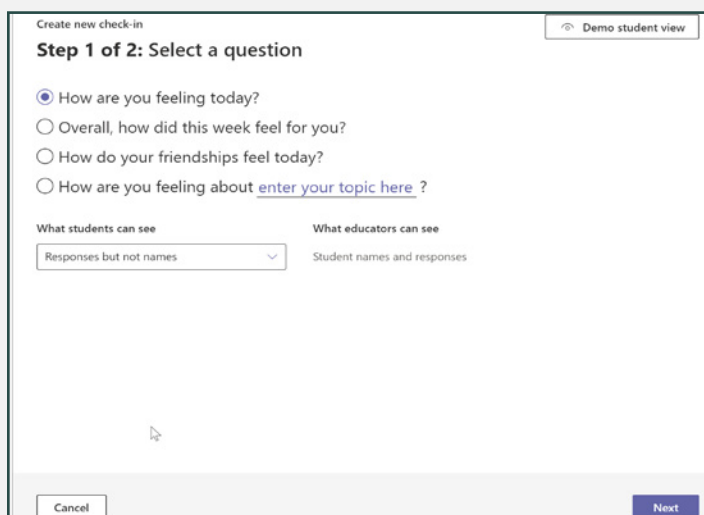 Create new check-in
Demo student view
Step 1 of 2: Select a question
How are you feeling today?
Overall, how did this week feel for you?
How do your friendships feel today?
How are you feeling about enter your topic here ?
What students can see
What educators can see
Responses but not names
Student names and responses
Cancel
Next